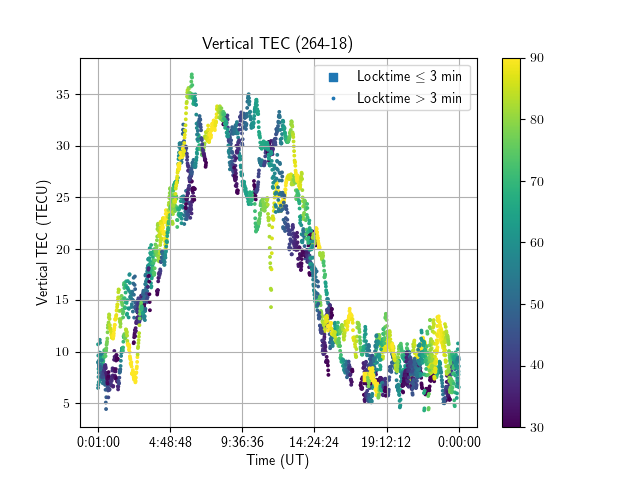 Vertical TEC (264-18)
Locktime ≤ 3 min
Locktime > 3 min
Vertical TEC (TECU)
35
30
25
20
15
10
5
0:01:00 4:48:48 9:36:36 14:24:24 19:12:12 0:00:00
Time (UT)
90
80
70
60
50
40
30